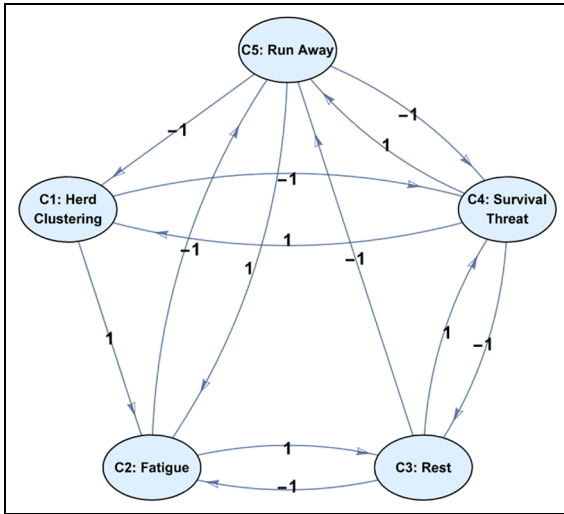 C5: Run Away
−1
−1
1
C1: Herd
Clustering
−1
C4: Survival
Threat
1
−1
1
−1
1
1
−1
C2: Fatigue
1
−1
C3: Rest